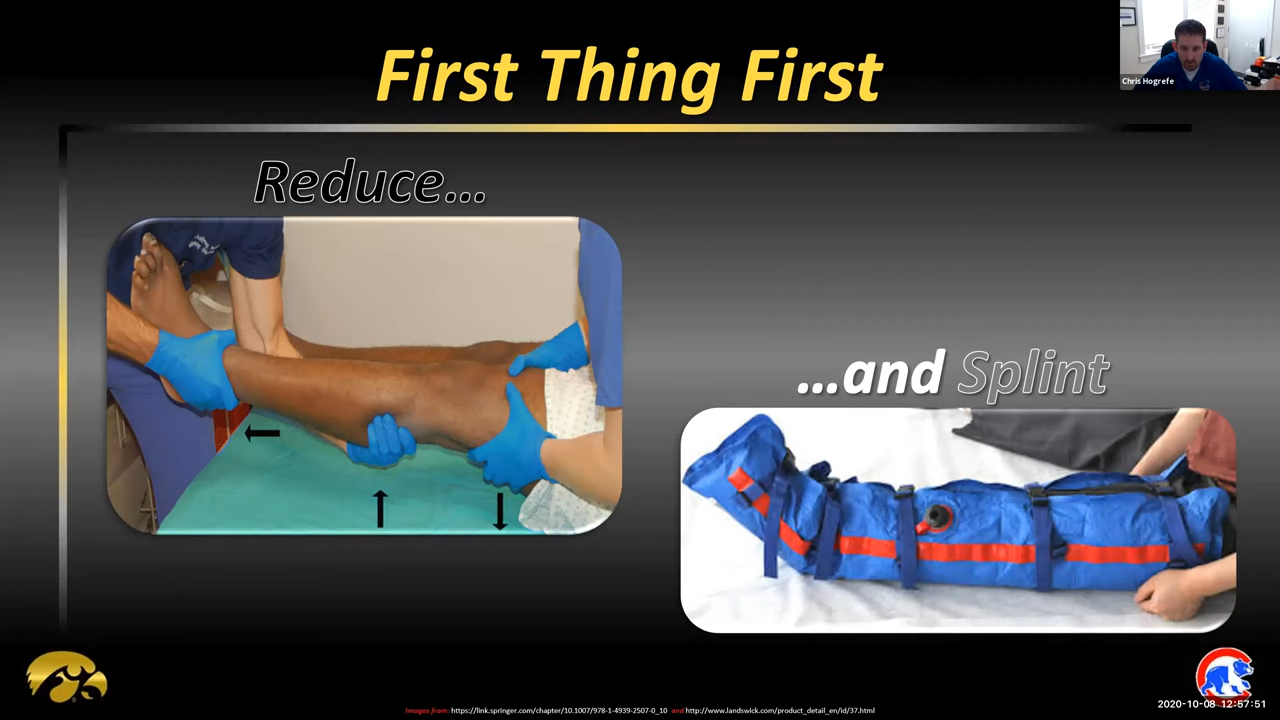 First Thing First
Chris Hogrefe
Reduce...
...and Splint
Images from: https://link.springer.com/chapter/10.1007/978-1-4939-2507-0_10 and http://www.landswick.com/product_detail_en/id/37.html
2020-10-08 12:57:51